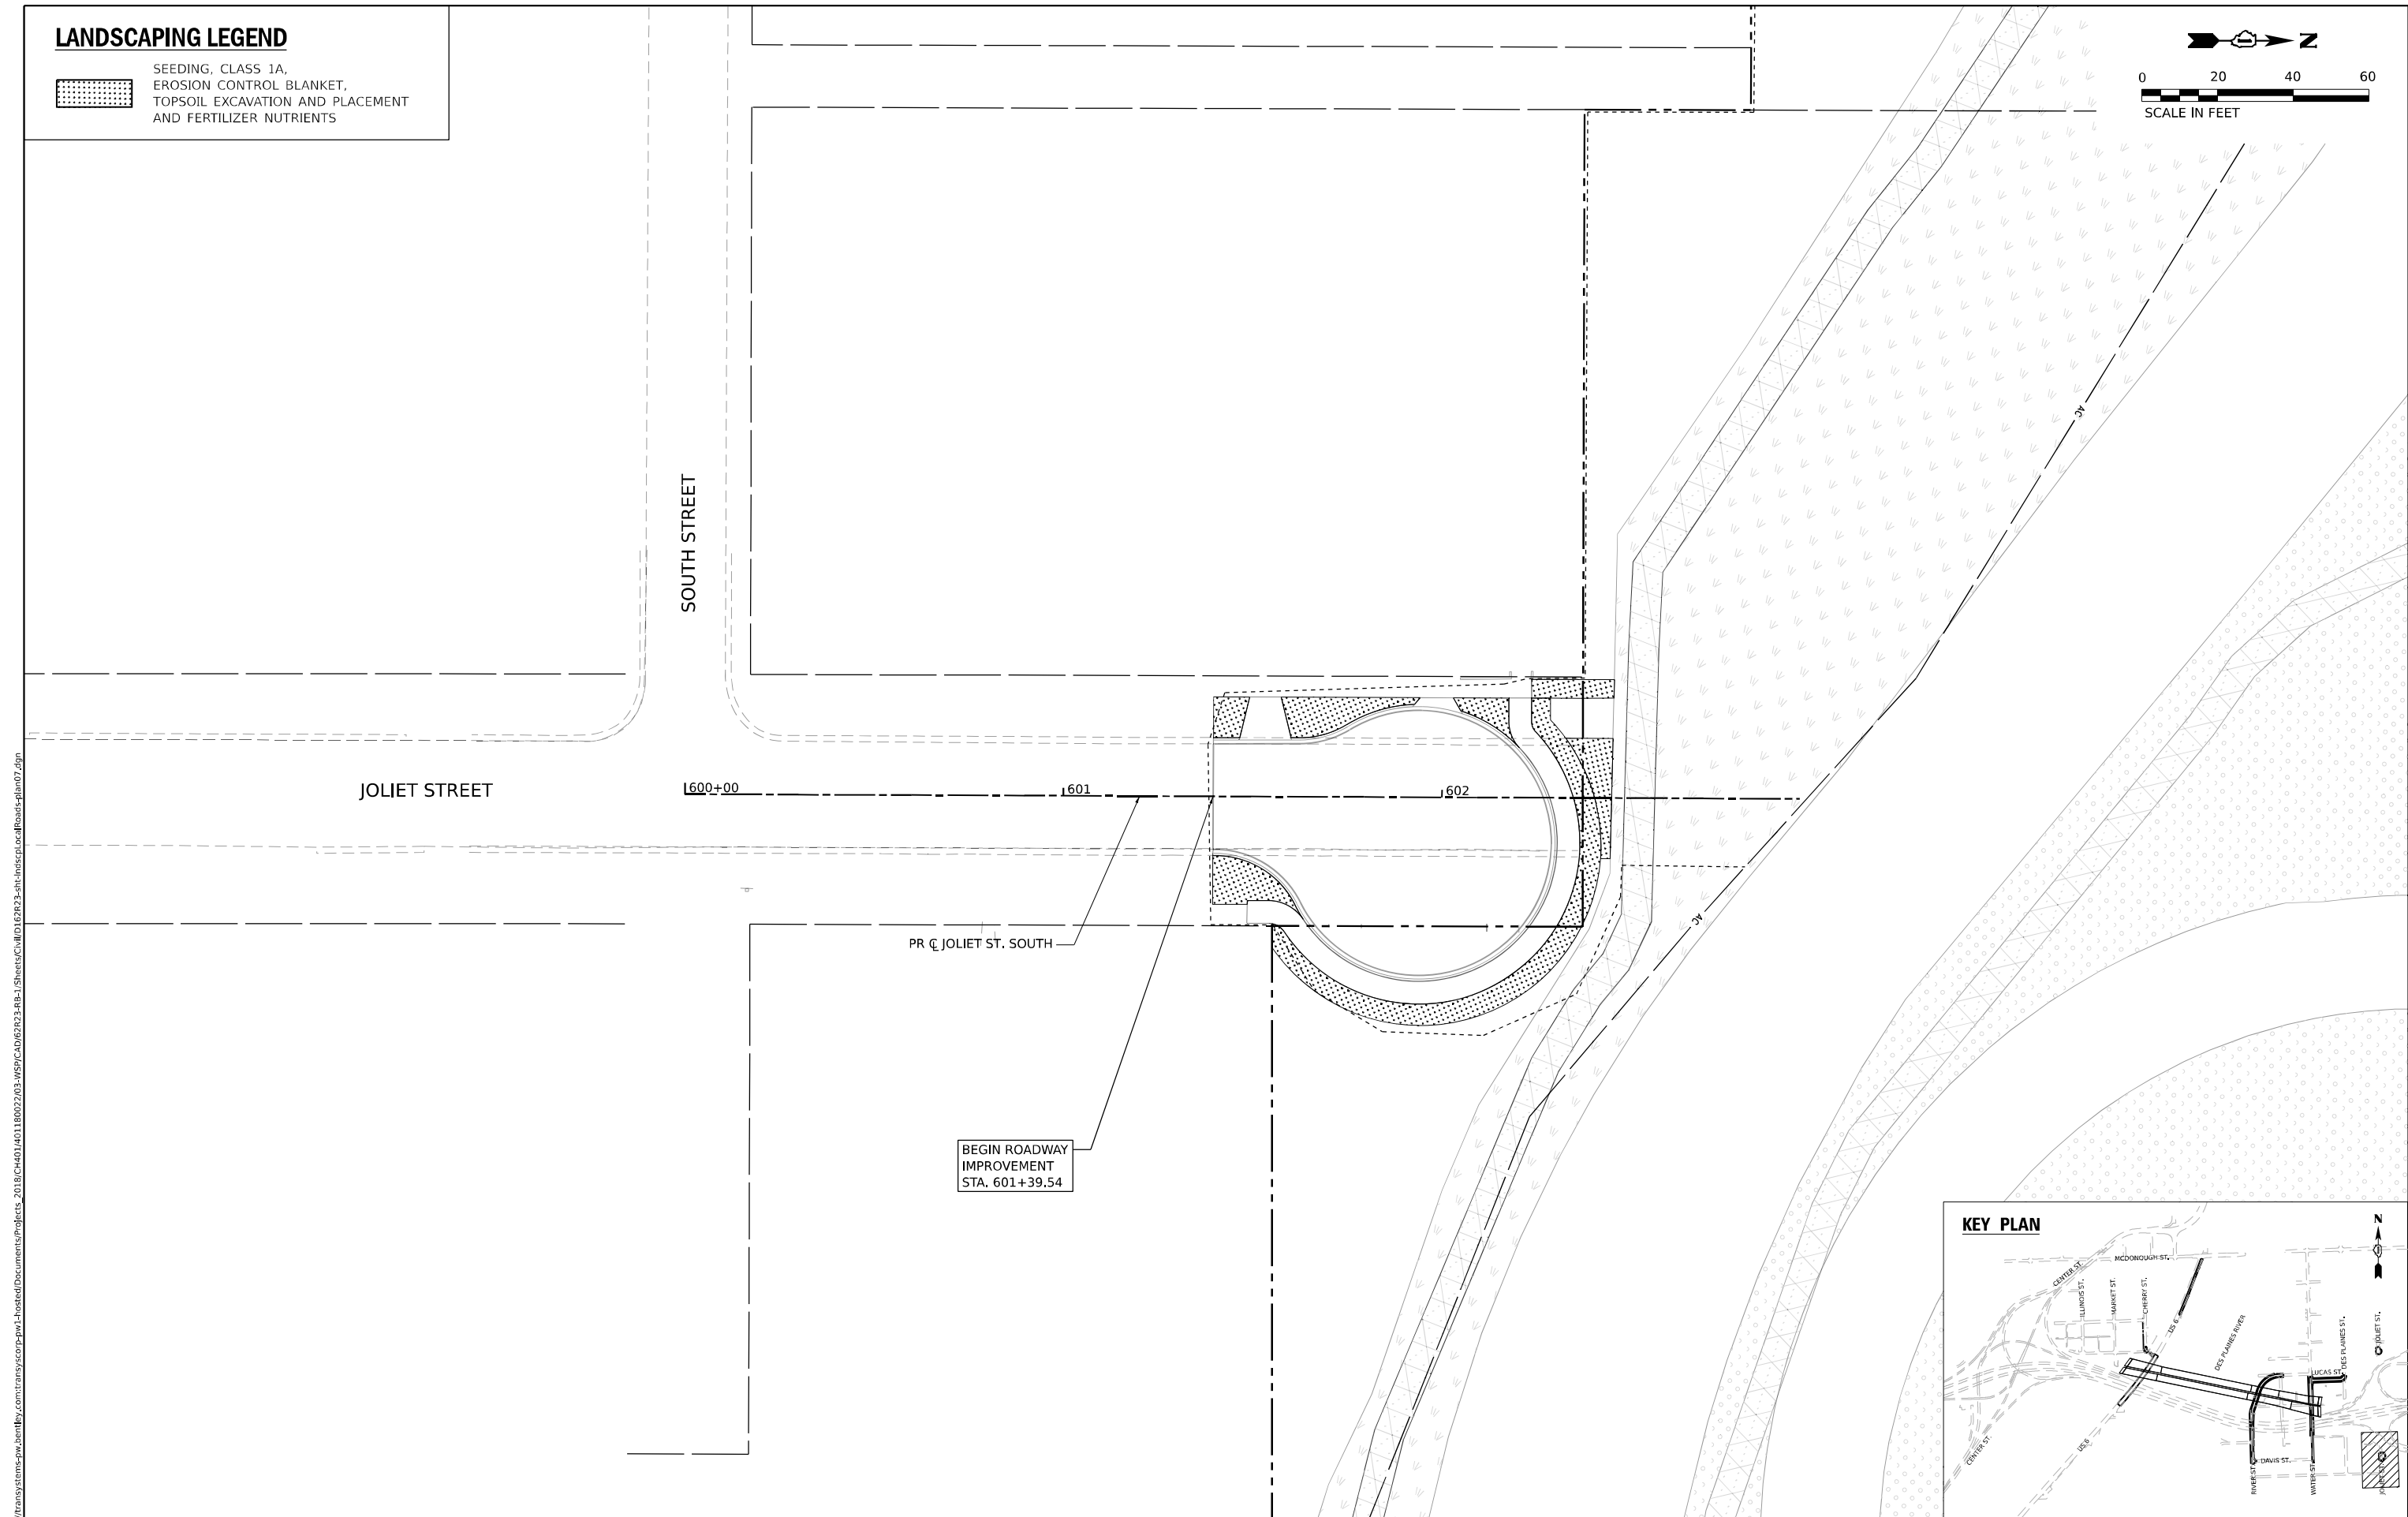 LANDSCAPING LEGEND
SEEDING, CLASS 1A,
EROSION CONTROL BLANKET,
TOPSOIL EXCAVATION AND PLACEMENT
AND FERTILIZER NUTRIENTS
N
0 20 40 60
SCALE IN FEET
AC
SOUTH STREET
JOLIET STREET
600+00
601
602
PR ℄ JOLIET ST. SOUTH
AC
BEGIN ROADWAY
IMPROVEMENT
STA. 601+39.54
KEY PLAN
N
MCDONOUGH ST.
CENTER ST.
ILLINOIS ST.
MARKET ST.
CHERRY ST.
US 6
DES PLAINES RIVER
DES PLAINES ST.
JOLIET ST.
LUCAS ST.
CENTER ST.
US 6
DAVIS ST.
RIVER ST.
WATER ST.
JOLIET ST.